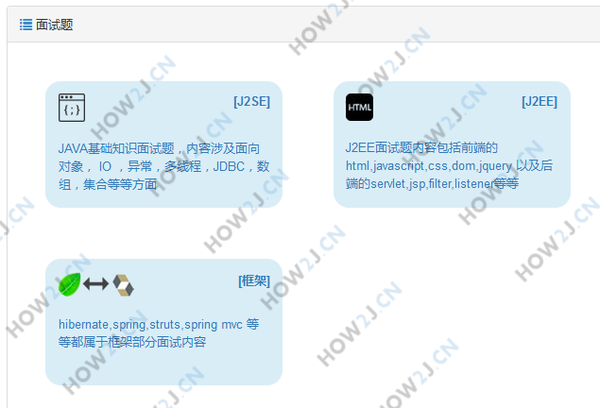 面试题
[J2SE]
JAVA基础知识面试题，内容涉及面向
对象， IO ，异常，多线程，JDBC，数
组，集合等等方面
HTML
[J2EE]
J2EE面试题内容包括前端的
html,javascript,css,dom,jquery 以及后
端的servlet,jsp,filter,listener等等
[框架]
hibernate,spring,struts,spring mvc 等
等都属于框架部分面试内容
HOW2J.CN
HOW2J.CN
HOW2J.CN
HOW2J.CN
HOW2J.CN
HOW2J.CN
HOW2J.CN
HOW2J.CN
HOW2J.CN
HOW2J.CN
HOW2J.CN